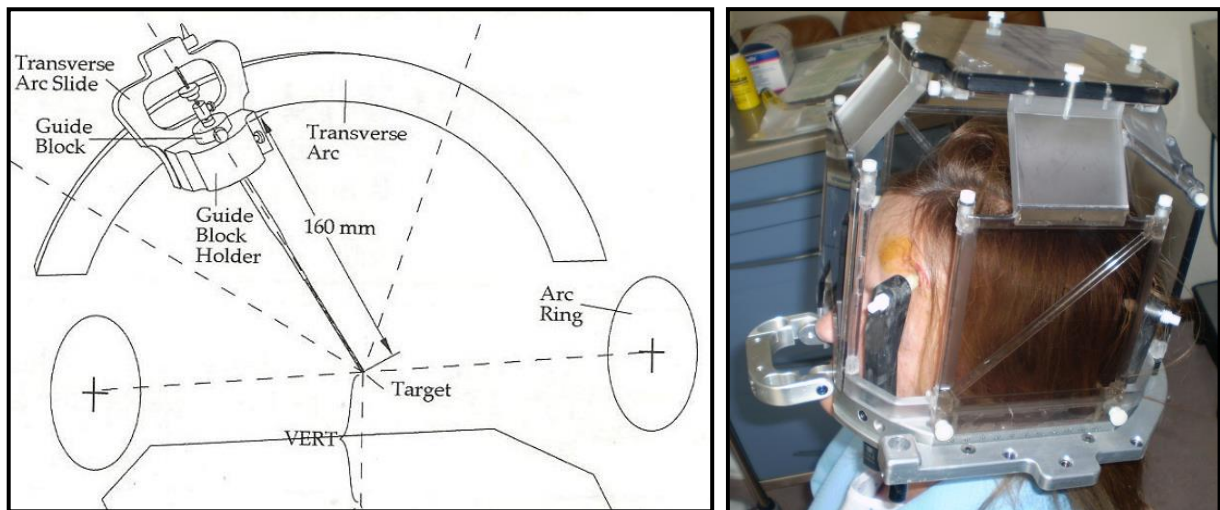 Transverse
Arc Slide
Guide
Block
Transverse
Arc
Guide
Block
Holder
160 mm
Arc
Ring
Target
VERT